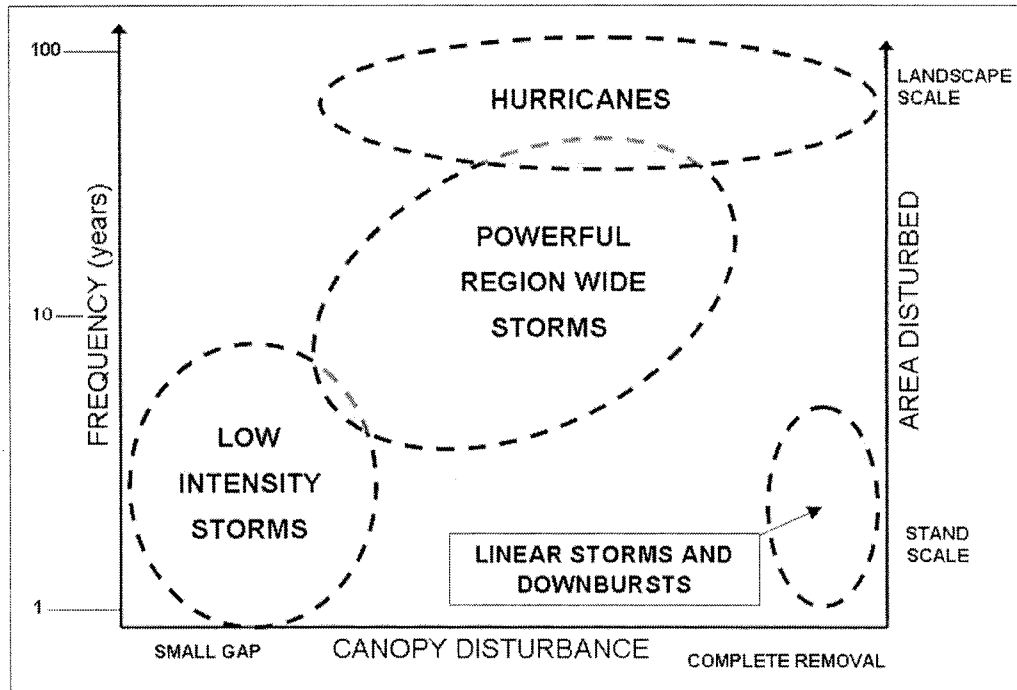 100
HURRICANES
LANDSCAPE
SCALE
POWERFUL
REGION WIDE
STORMS
FREQUENCY (years)
10
AREA DISTURBED
LOW
INTENSITY
STORMS
LINEAR STORMS AND
DOWNBURSTS
STAND
SCALE
1
SMALL GAP
CANOPY DISTURBANCE
COMPLETE REMOVAL